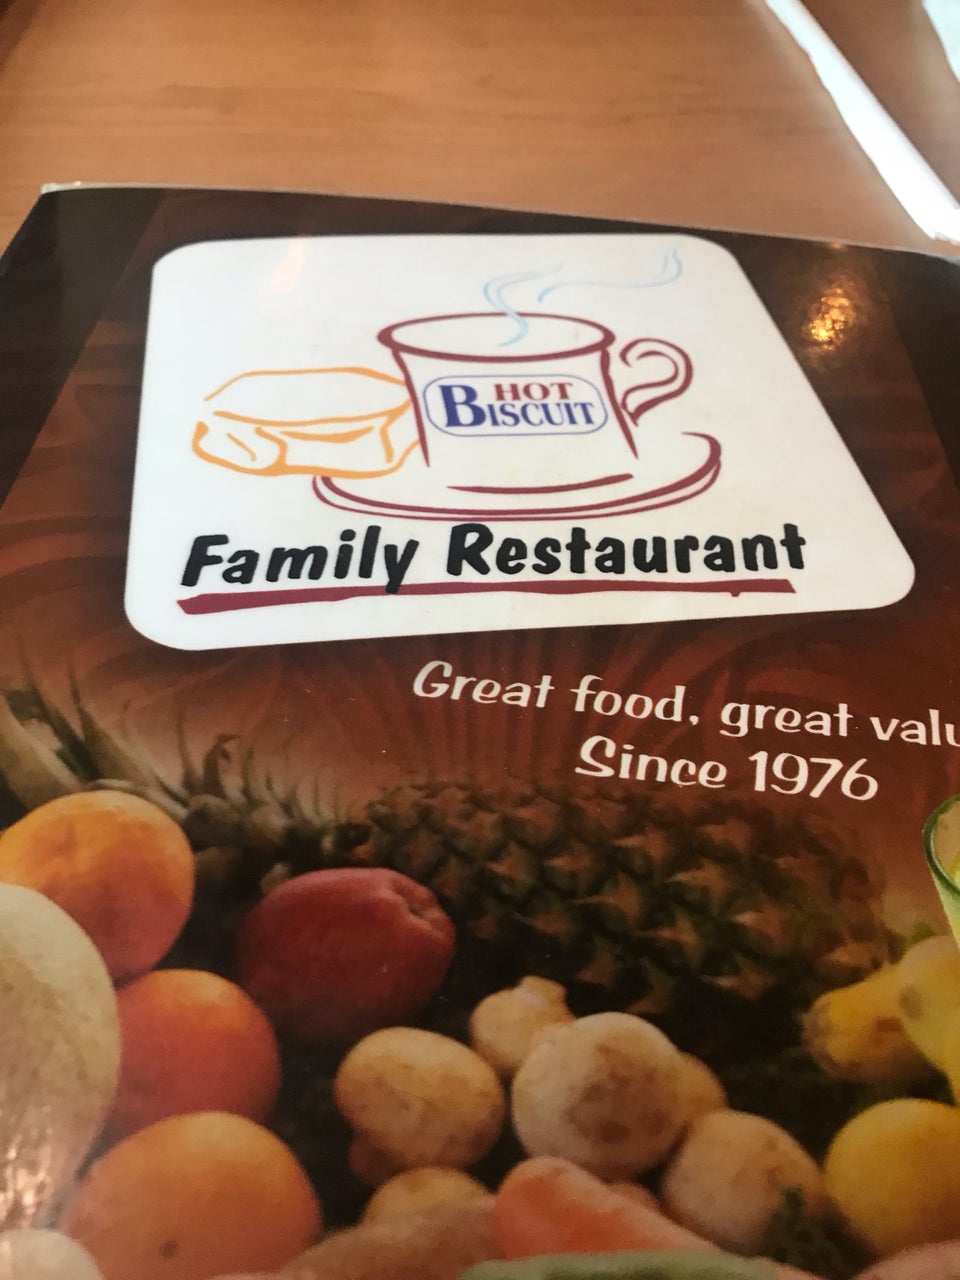 HOT
BISCUIT
Family Restaurant
Great food, great valu
Since 1976